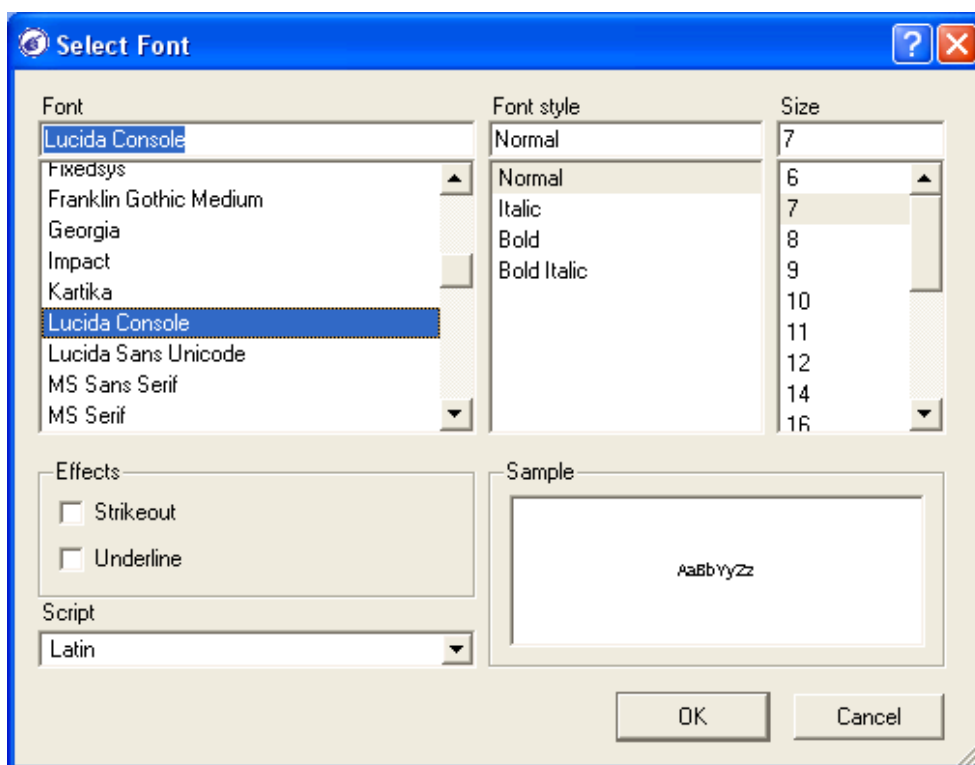 Select Font
Font
Lucida Console
Fixedsys
Franklin Gothic Medium
Georgia
Impact
Kartika
Lucida Console
Lucida Sans Unicode
MS Sans Serif
MS Serif
Font style
Normal
Normal
Italic
Bold
Bold Italic
Size
7
6
7
8
9
10
11
12
14
16
Effects
Strikeout
Underline
Script
Latin
Sample
AaBbYyZz
OK
Cancel